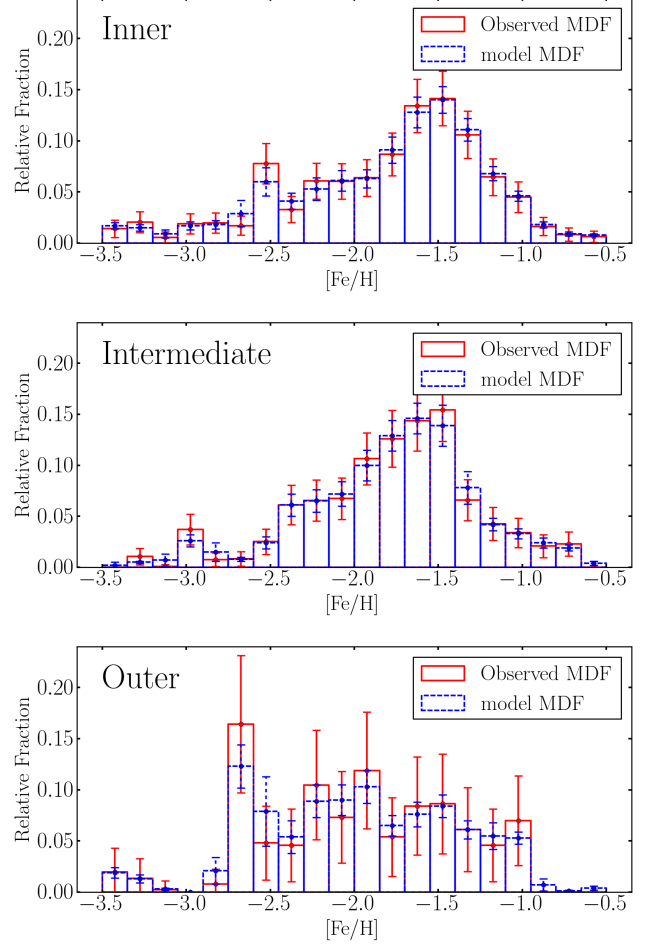 Inner
Observed MDF
model MDF
Relative Fraction
0.20
0.15
0.10
0.05
0.00
−3.5 −3.0 −2.5 −2.0 −1.5 −1.0 −0.5
[Fe/H]
Intermediate
Observed MDF
model MDF
Relative Fraction
0.20
0.15
0.10
0.05
0.00
−3.5 −3.0 −2.5 −2.0 −1.5 −1.0 −0.5
[Fe/H]
Outer
Observed MDF
model MDF
Relative Fraction
0.20
0.15
0.10
0.05
0.00
−3.5 −3.0 −2.5 −2.0 −1.5 −1.0 −0.5
[Fe/H]